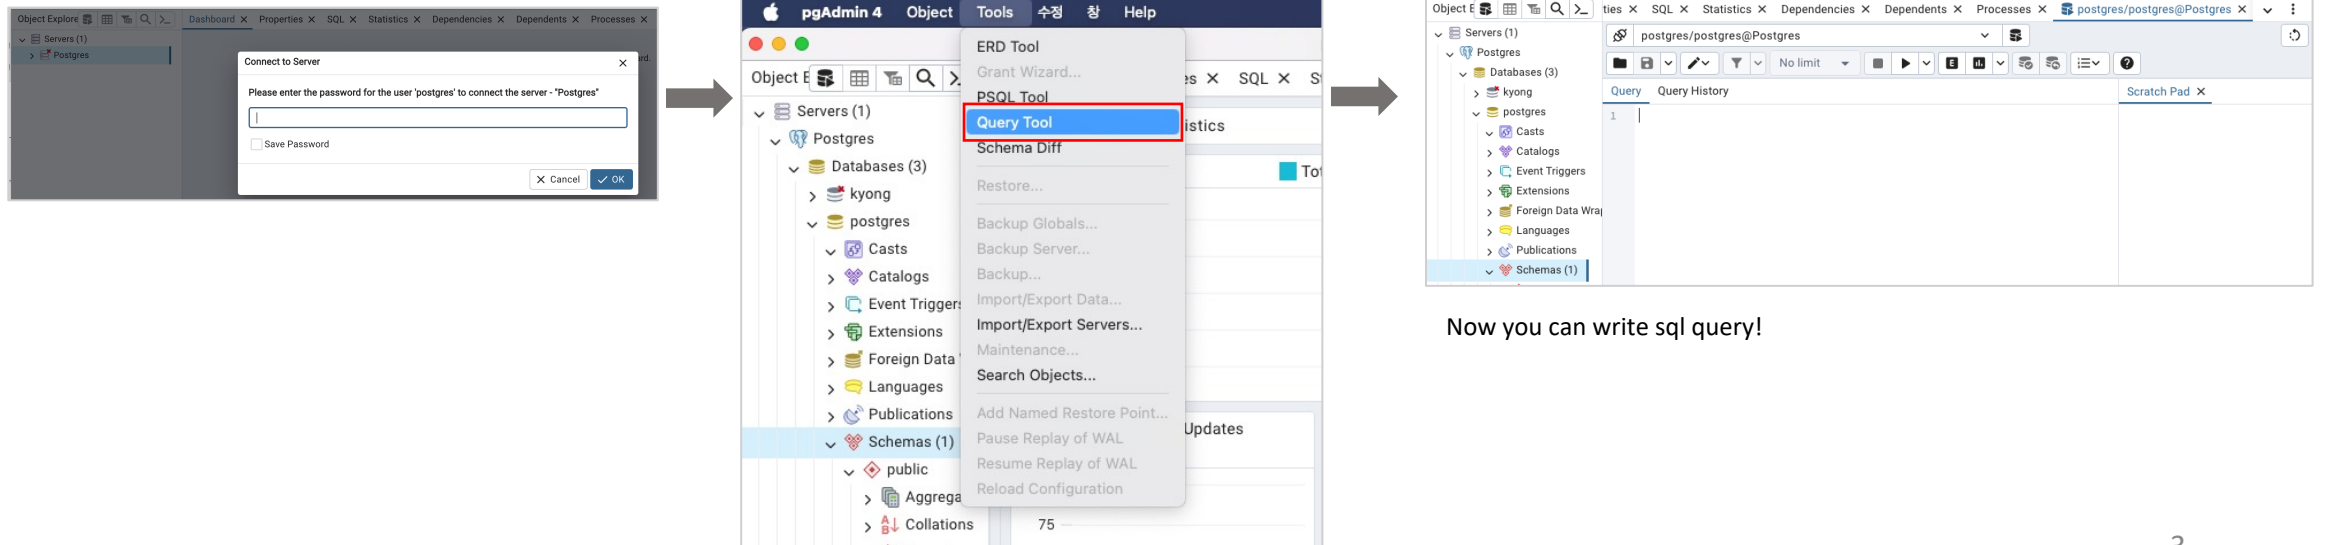 Object Explore
Dashboard × Properties × SQL × Statistics × Dependencies × Dependents × Processes ×
Servers (1)
Postgres
Connect to Server
Please enter the password for the user 'postgres' to connect the server - "Postgres"
Save Password
× Cancel
OK
pgAdmin 4 Object Tools 수정 창 Help
Object E
es × SQL × S
Servers (1)
Postgres
Databases (3)
kyong
postgres
Casts
Catalogs
Event Triggers
Extensions
Foreign Data
Languages
Publications
Schemas (1)
public
Aggrega
Collations
ERD Tool
Grant Wizard...
PSQL Tool
Query Tool
Schema Diff
Restore...
Backup Globals...
Backup Server...
Backup...
Import/Export Data...
Import/Export Servers...
Maintenance...
Search Objects...
Add Named Restore Point...
Pause Replay of WAL
Resume Replay of WAL
Reload Configuration
istics
Tot
Updates
75
Object E
ties × SQL × Statistics × Dependencies × Dependents × Processes × postgres/postgres@Postgres ×
Servers (1)
Postgres
Databases (3)
kyong
postgres
Casts
Catalogs
Event Triggers
Extensions
Foreign Data Wra
Languages
Publications
Schemas (1)
postgres/postgres@Postgres
No limit
E
Query Query History
Scratch Pad ×
1
Now you can write sql query!